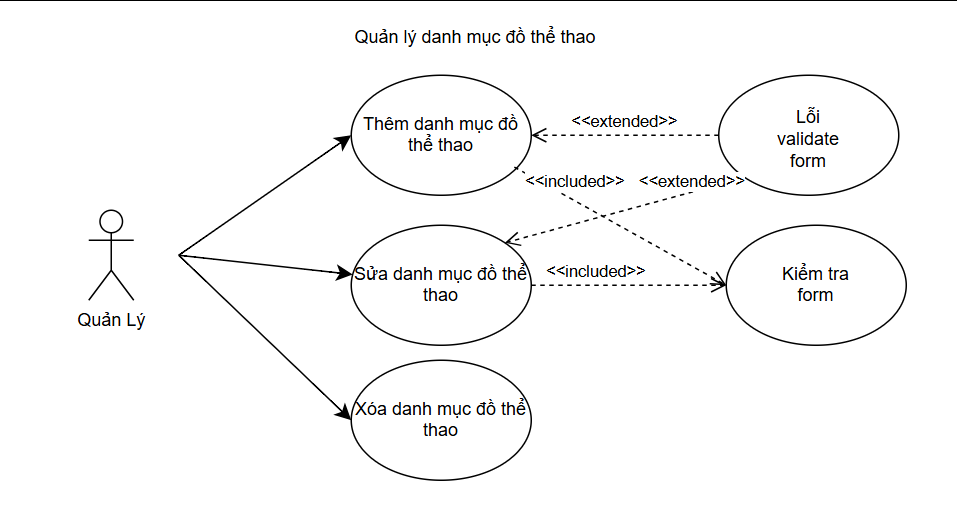 Quản lý danh mục đồ thể thao
Thêm danh mục đồ
thể thao
<<extended>>
Lỗi
validate
form
<<included>>
<<extended>>
Quản Lý
Sửa danh mục đồ thể
thao
<<included>>
Kiểm tra
form
Xóa danh mục đồ thể
thao